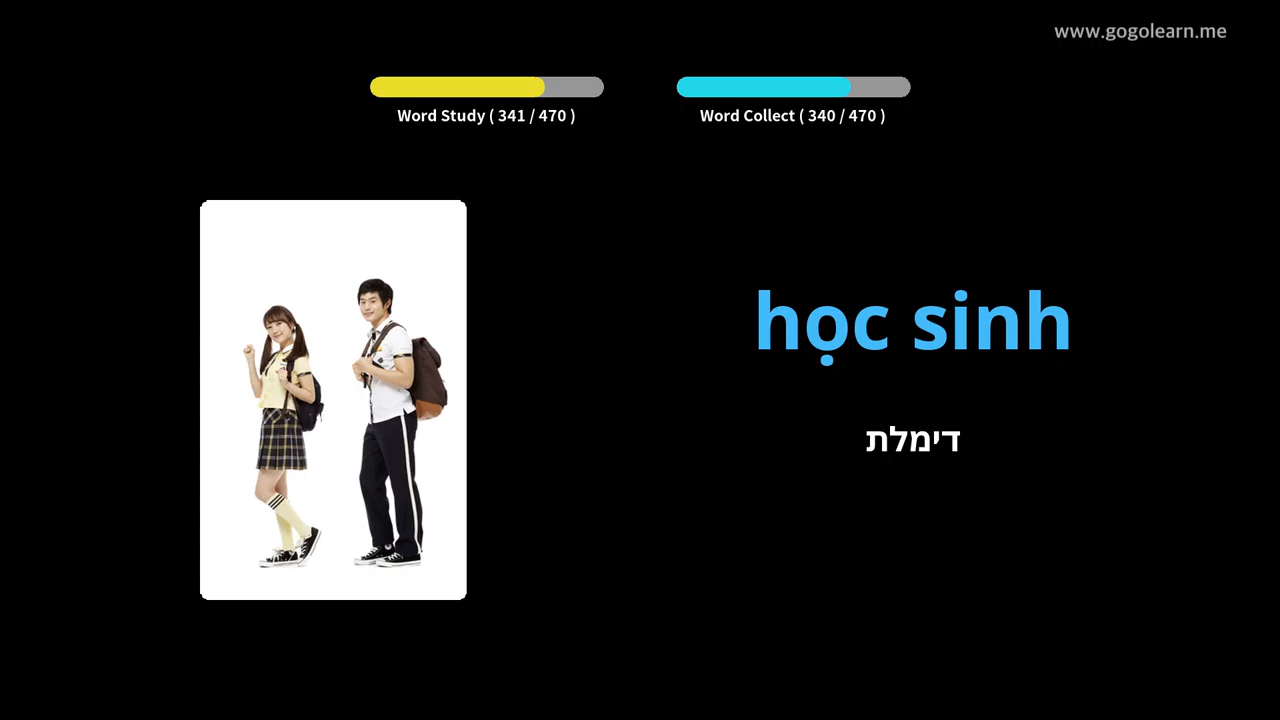 www.gogolearn.me
Word Study ( 341 / 470 )
Word Collect ( 340 / 470 )
học sinh
דימלת